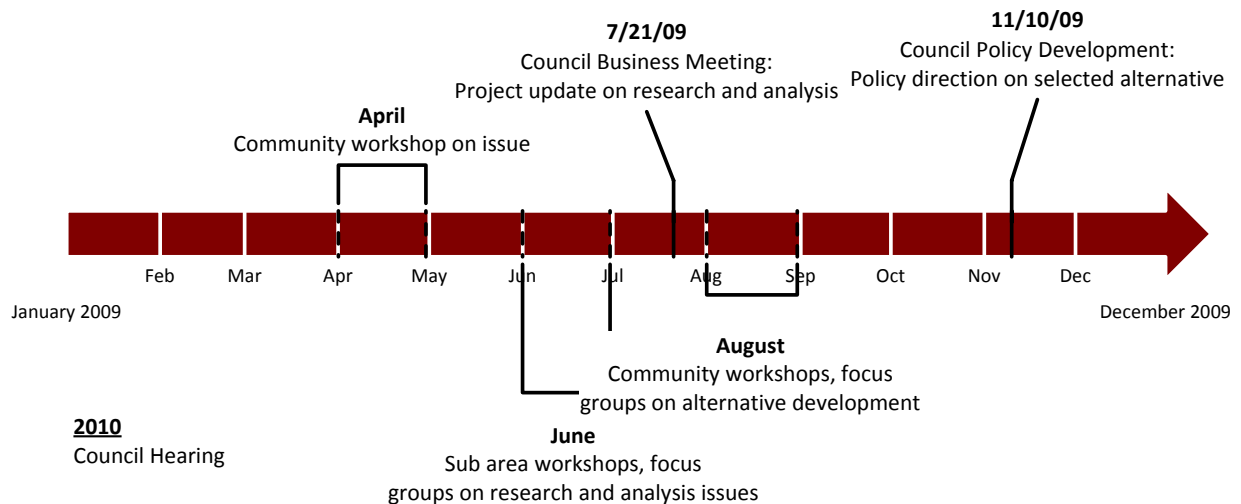 7/21/09
Council Business Meeting:
Project update on research and analysis
11/10/09
Council Policy Development:
Policy direction on selected alternative
April
Community workshop on issue
Feb
Mar
Apr
May
Jun
Jul
Aug
Sep
Oct
Nov
Dec
January 2009
December 2009
August
Community workshops, focus
groups on alternative development
2010
Council Hearing
June
Sub area workshops, focus
groups on research and analysis issues